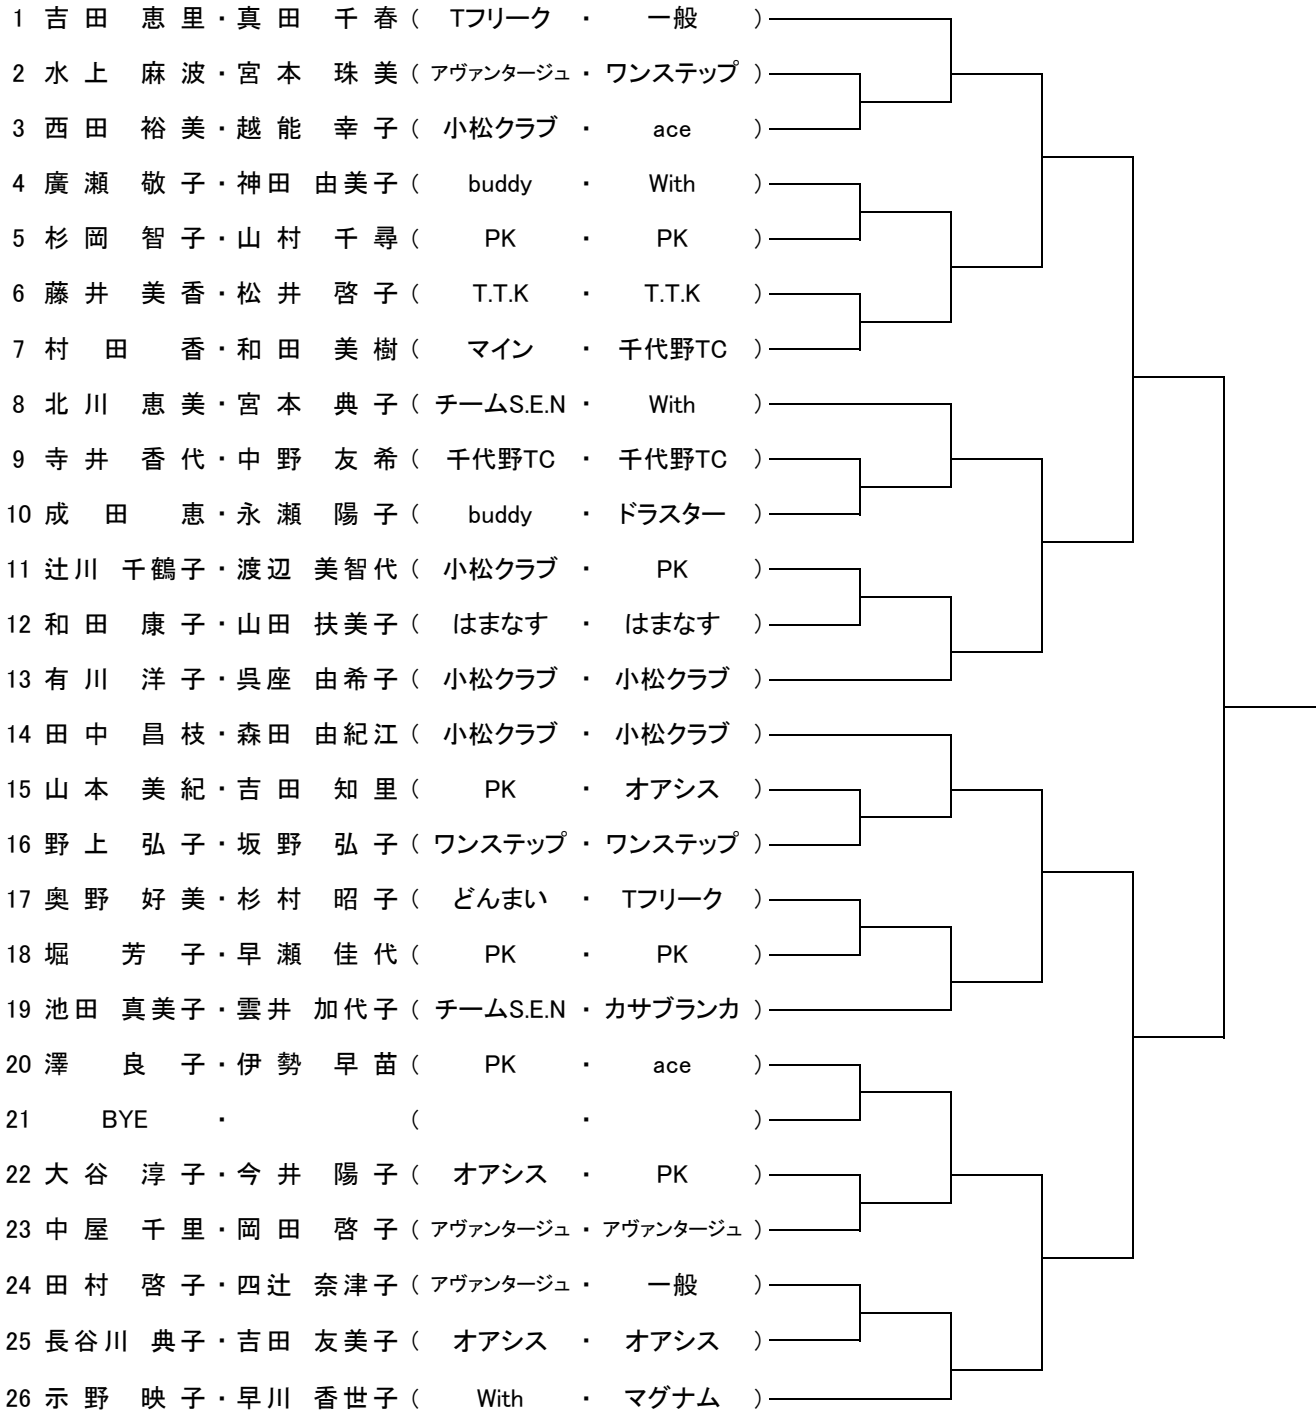 1 吉田 恵里・真田 千春（ Tフリーク ・ 一般 ）
2 水上 麻波・宮本 珠美（ アヴァンタージュ ・ ワンステップ ）
3 西田 裕美・越能 幸子（ 小松クラブ ・ ace ）
4 廣瀬 敬子・神田 由美子（ buddy ・ With ）
5 杉岡 智子・山村 千尋（ PK ・ PK ）
6 藤井 美香・松井 啓子（ T.T.K ・ T.T.K ）
7 村田 香・和田 美樹（ マイン ・ 千代野TC ）
8 北川 恵美・宮本 典子（ チームS.E.N ・ With ）
9 寺井 香代・中野 友希（ 千代野TC ・ 千代野TC ）
10 成田 恵・永瀬 陽子（ buddy ・ ドラスター ）
11 辻川 千鶴子・渡辺 美智代（ 小松クラブ ・ PK ）
12 和田 康子・山田 扶美子（ はまなす ・ はまなす ）
13 有川 洋子・呉座 由希子（ 小松クラブ ・ 小松クラブ ）
14 田中 昌枝・森田 由紀江（ 小松クラブ ・ 小松クラブ ）
15 山本 美紀・吉田 知里（ PK ・ オアシス ）
16 野上 弘子・坂野 弘子（ ワンステップ ・ ワンステップ ）
17 奥野 好美・杉村 昭子（ どんまい ・ Tフリーク ）
18 堀 芳子・早瀬 佳代（ PK ・ PK ）
19 池田 真美子・雲井 加代子（ チームS.E.N ・ カサブランカ ）
20 澤 良子・伊勢 早苗（ PK ・ ace ）
21 BYE ・ （ ・ ）
22 大谷 淳子・今井 陽子（ オアシス ・ PK ）
23 中屋 千里・岡田 啓子（ アヴァンタージュ ・ アヴァンタージュ ）
24 田村 啓子・四辻 奈津子（ アヴァンタージュ ・ 一般 ）
25 長谷川 典子・吉田 友美子（ オアシス ・ オアシス ）
26 示野 映子・早川 香世子（ With ・ マグナム ）